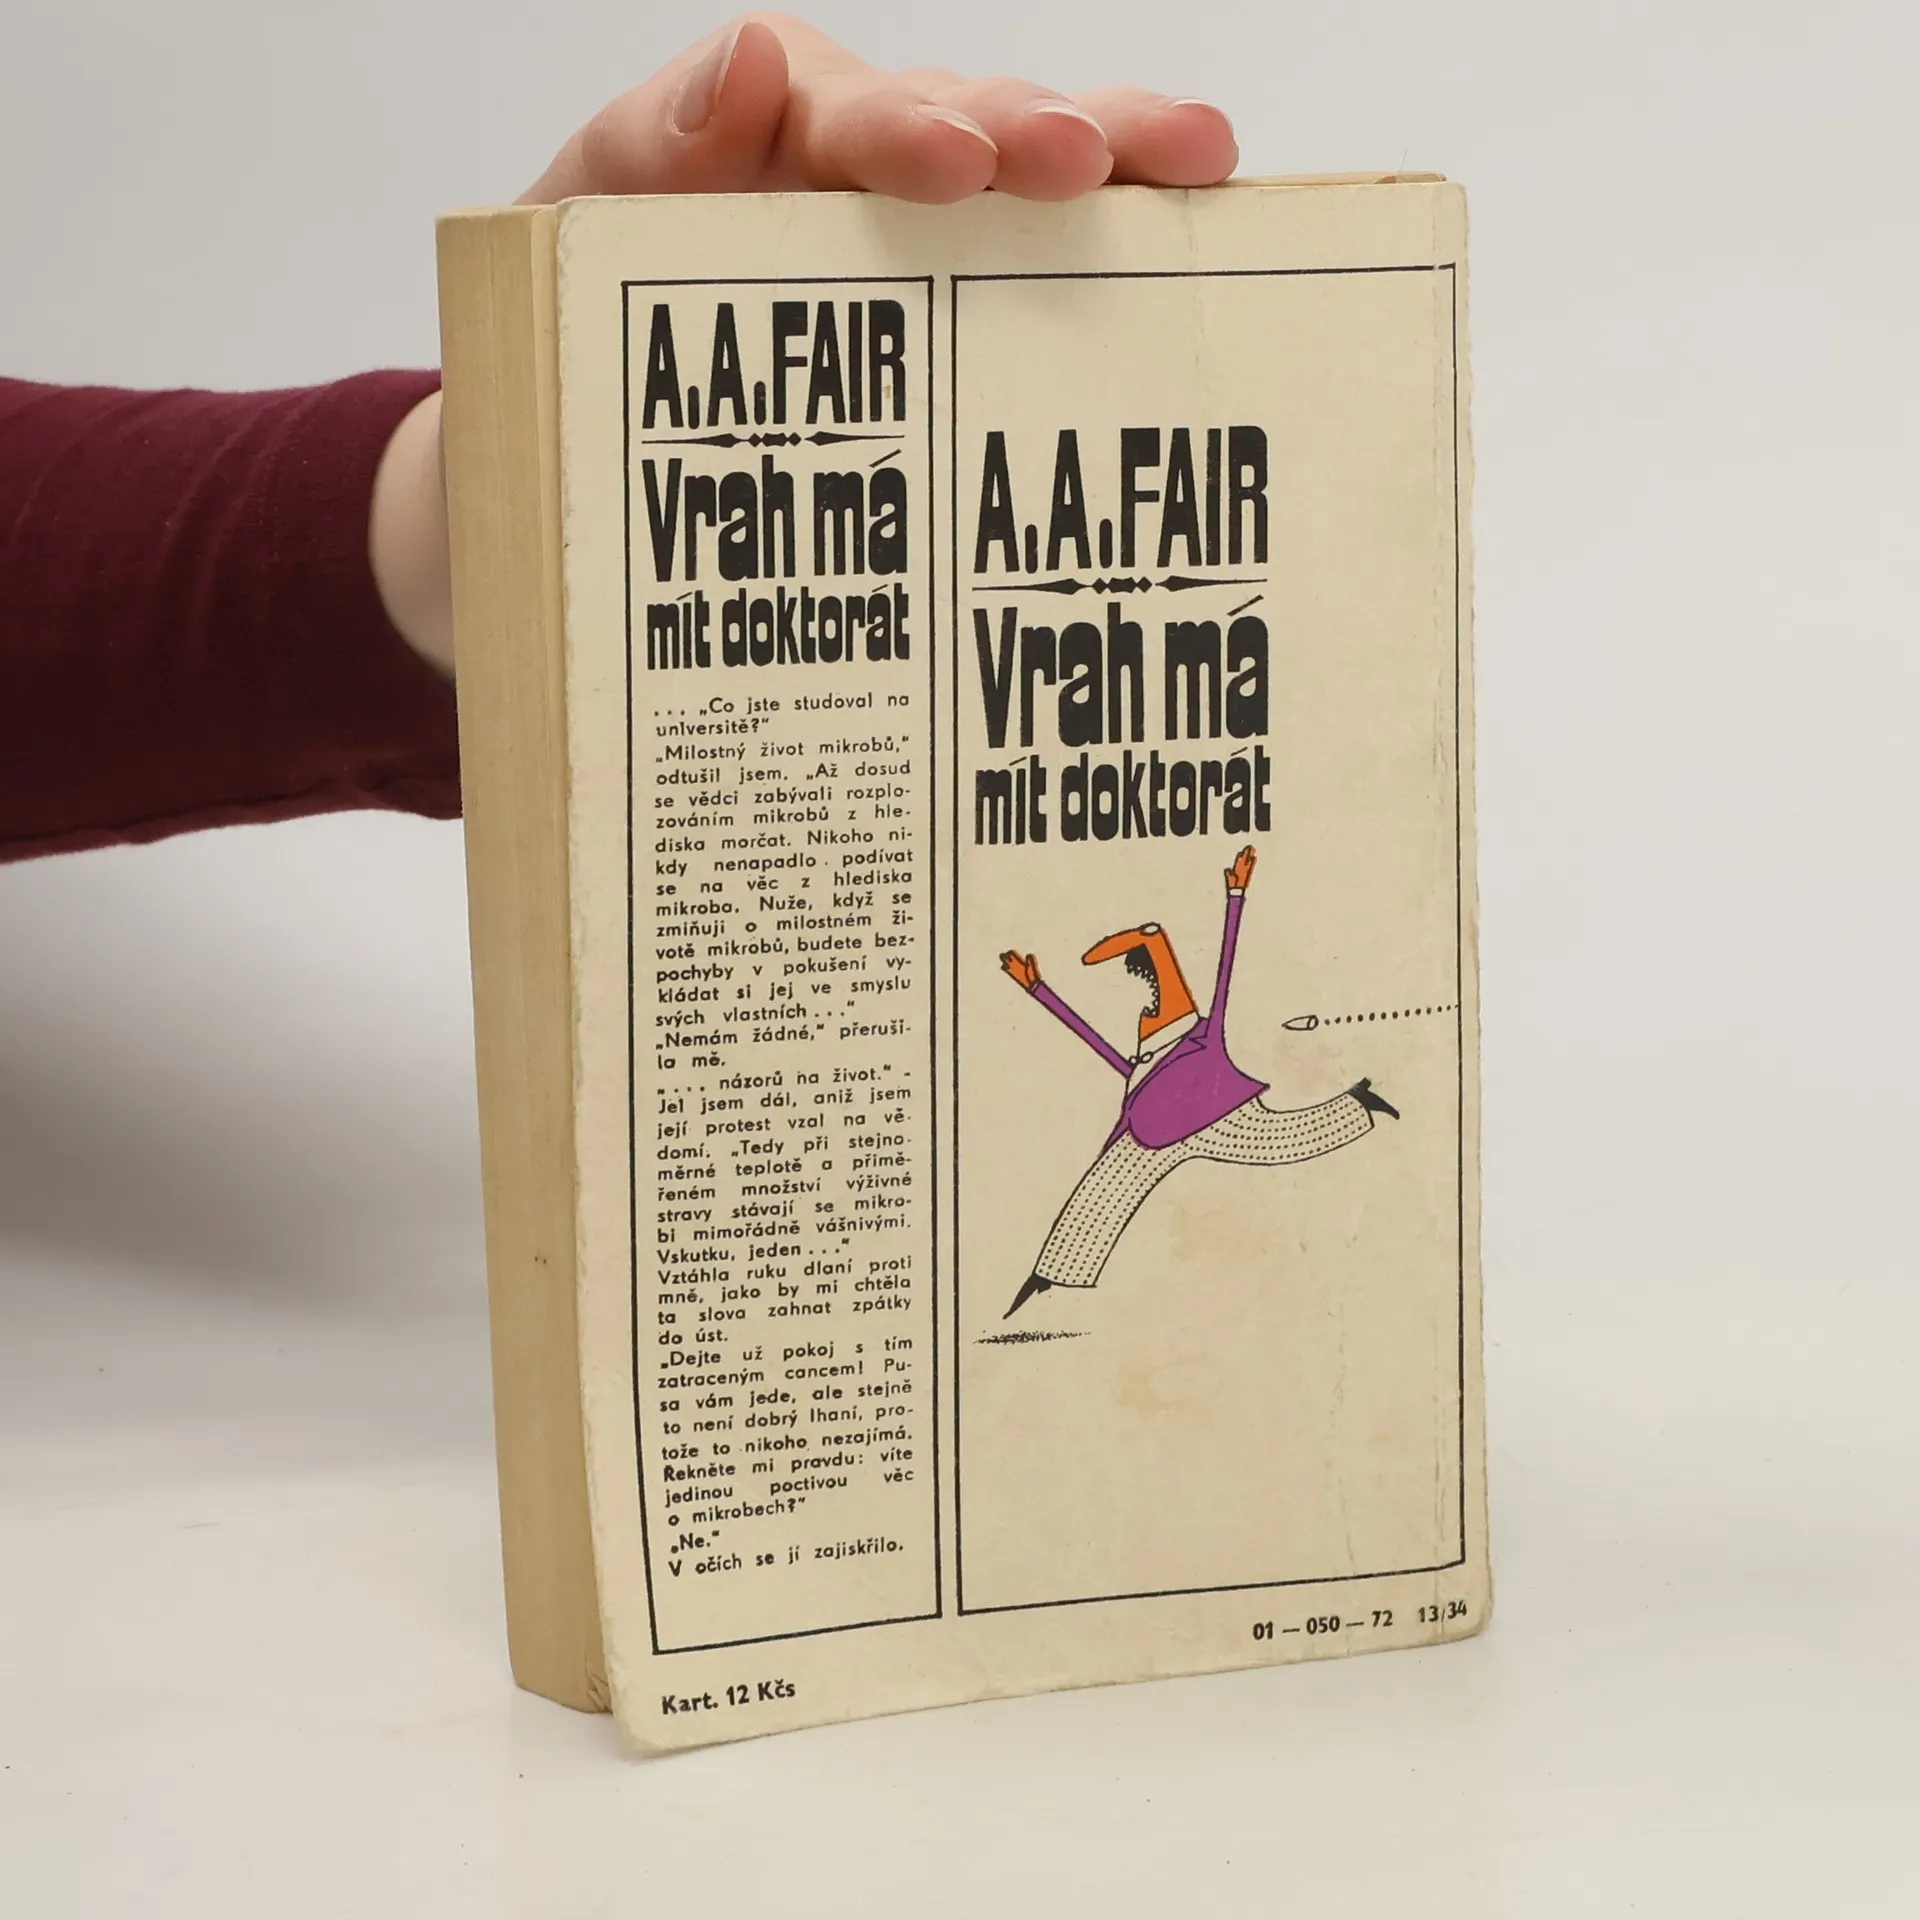 A.A.FAIR
Vrah má
mít doktorát
... „Co jste studoval na
universitě?“
„Milostný život mikrobů,“
odtušil jsem. „Až dosud
se vědci zabývali rozplo-
zováním mikrobů z hle-
diska morčat. Nikoho ni-
kdy nenapadlo . podívat
se na věc z hlediska
mikroba. Nuže, když se
zmiňuji o milostném ži-
votě mikrobů, budete bez-
pochyby v pokušení vy-
kládat si jej ve smyslu
svých vlastních ...“
„Nemám žádné,“ přeruši-
la mě.
„... názorů na život.“ -
Jel jsem dál, aniž jsem
její protest vzal na vě-
domí. „Tedy při stejno-
měrné teplotě a přimě-
řeném množství výživné
stravy stávají se mikro-
bi mimořádně vášnivými.
Vskutku, jeden ...“
Vztáhla ruku dlaní proti
mně, jako by mi chtěla
ta slova zahnat zpátky
do úst.
„Dejte už pokoj s tím
zatraceným cancem! Pu-
sa vám jede, ale stejně
to není dobrý lhaní, pro-
tože to nikoho nezajímá.
Řekněte mi pravdu: víte
jedinou poctivou věc
o mikrobech?“
„Ne.“
V očích se jí zajiskřilo.
Kart. 12 Kčs
A.A.FAIR
Vrah má
mít doktorát
01 — 050 — 72 13/34